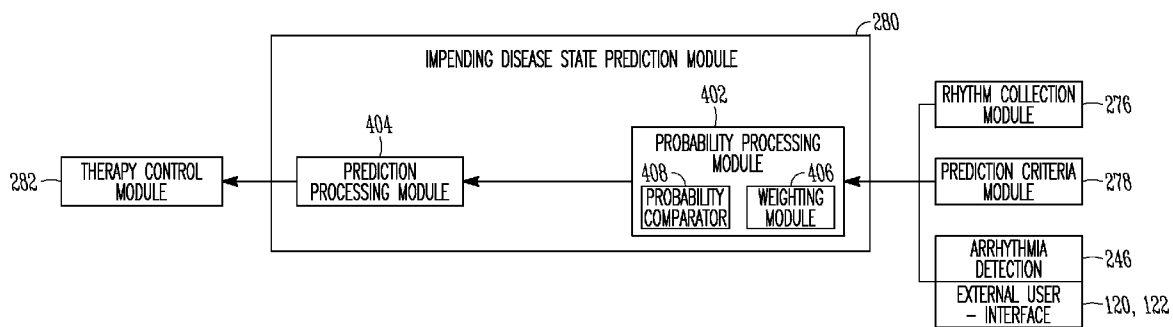 280
IMPENDING DISEASE STATE PREDICTION MODULE
402
404
RHYTHM COLLECTION
MODULE
276
PROBABILITY PROCESSING
MODULE
THERAPY CONTROL
MODULE
282
PREDICTION
PROCESSING MODULE
408
406
PROBABILITY
COMPARATOR
WEIGHTING
MODULE
PREDICTION CRITERIA
MODULE
278
ARRHYTHMIA
DETECTION
246
EXTERNAL USER
- INTERFACE
120, 122